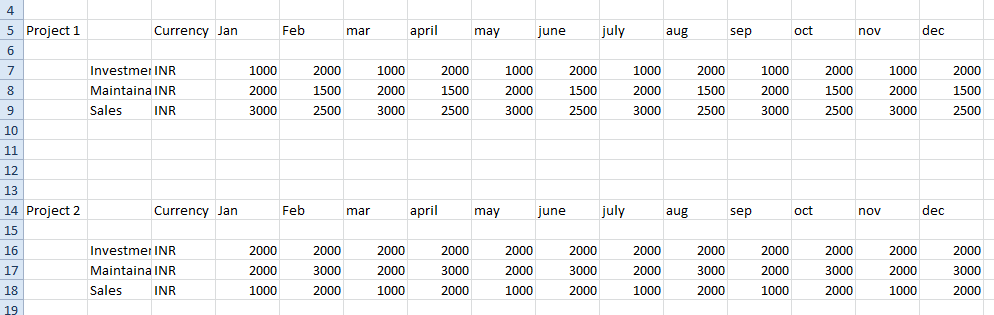 4
5 Project 1 Currency Jan Feb mar april may june july aug sep oct nov dec
6
7 Investmer INR 1000 2000 1000 2000 1000 2000 1000 2000 1000 2000 1000 2000
8 Maintaina INR 2000 1500 2000 1500 2000 1500 2000 1500 2000 1500 2000 1500
9 Sales INR 3000 2500 3000 2500 3000 2500 3000 2500 3000 2500 3000 2500
10
11
12
13
14 Project 2 Currency Jan Feb mar april may june july aug sep oct nov dec
15
16 Investmer INR 2000 2000 2000 2000 2000 2000 2000 2000 2000 2000 2000 2000
17 Maintaina INR 2000 3000 2000 3000 2000 3000 2000 3000 2000 3000 2000 3000
18 Sales INR 1000 2000 1000 2000 1000 2000 1000 2000 1000 2000 1000 2000
19